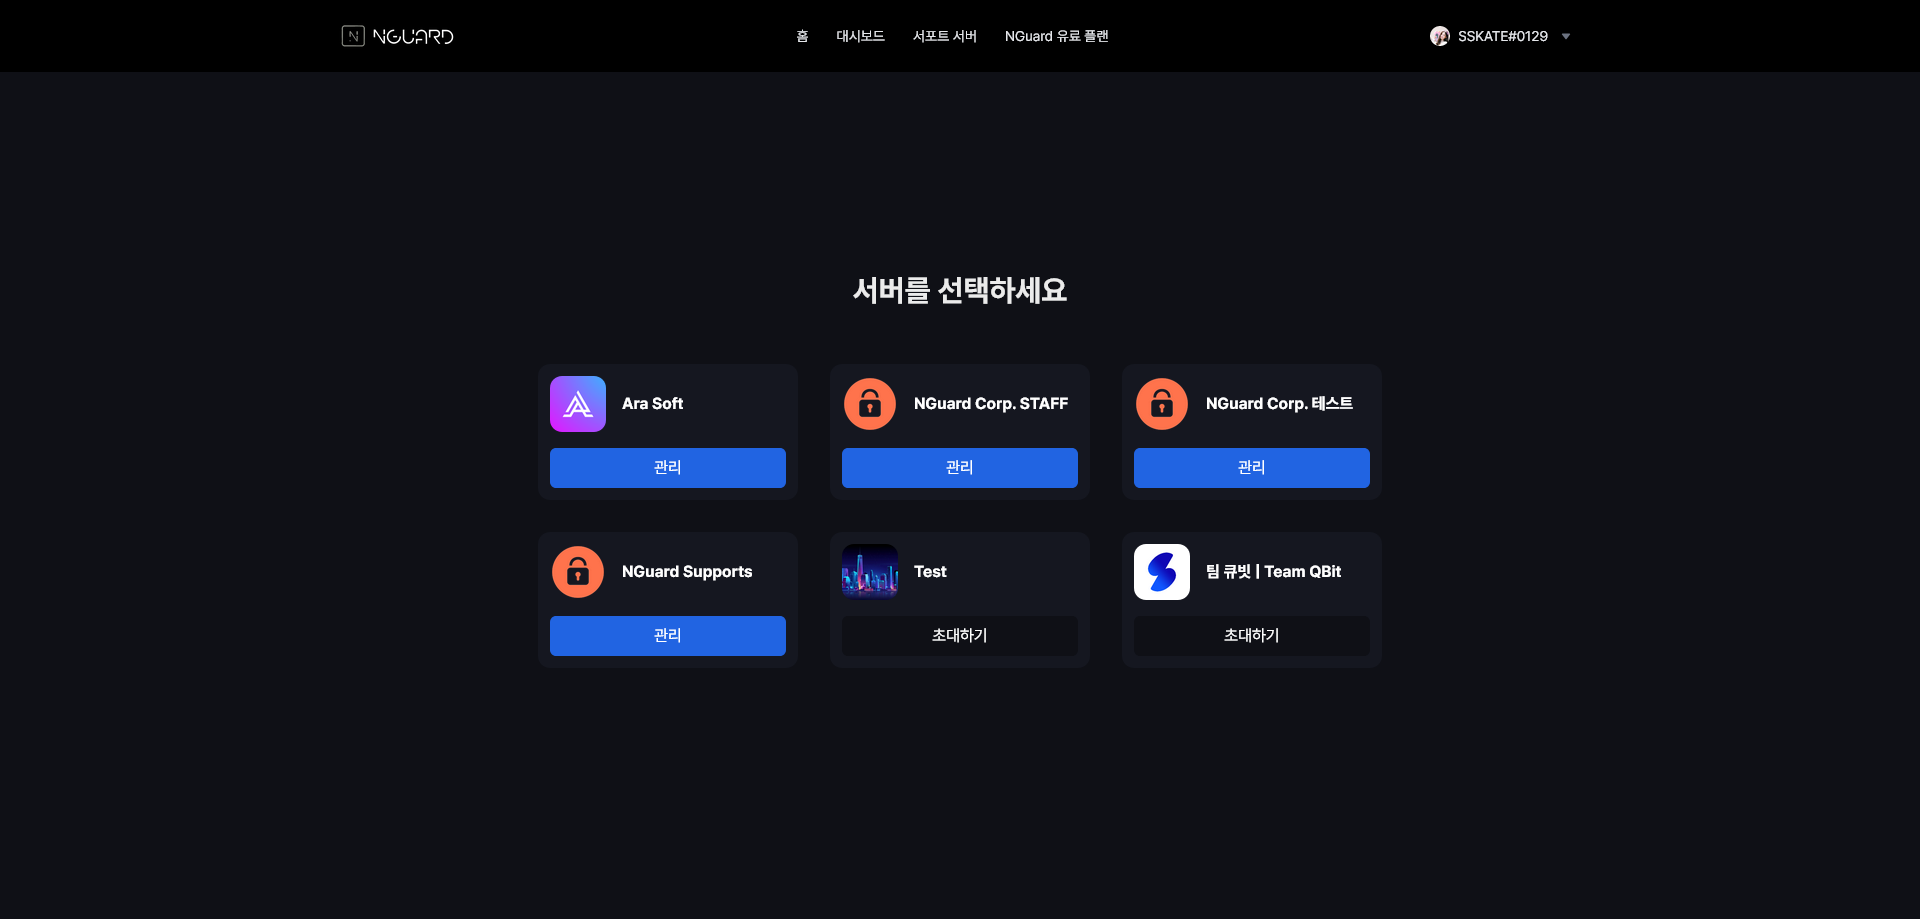 N NGUARD
홈
대시보드
서포트 서버
NGuard 유료 플랜
SSKATE#0129
서버를 선택하세요
Ara Soft
관리
NGuard Corp. STAFF
관리
NGuard Corp. 테스트
관리
NGuard Supports
관리
Test
초대하기
팀 큐빗 | Team QBit
초대하기